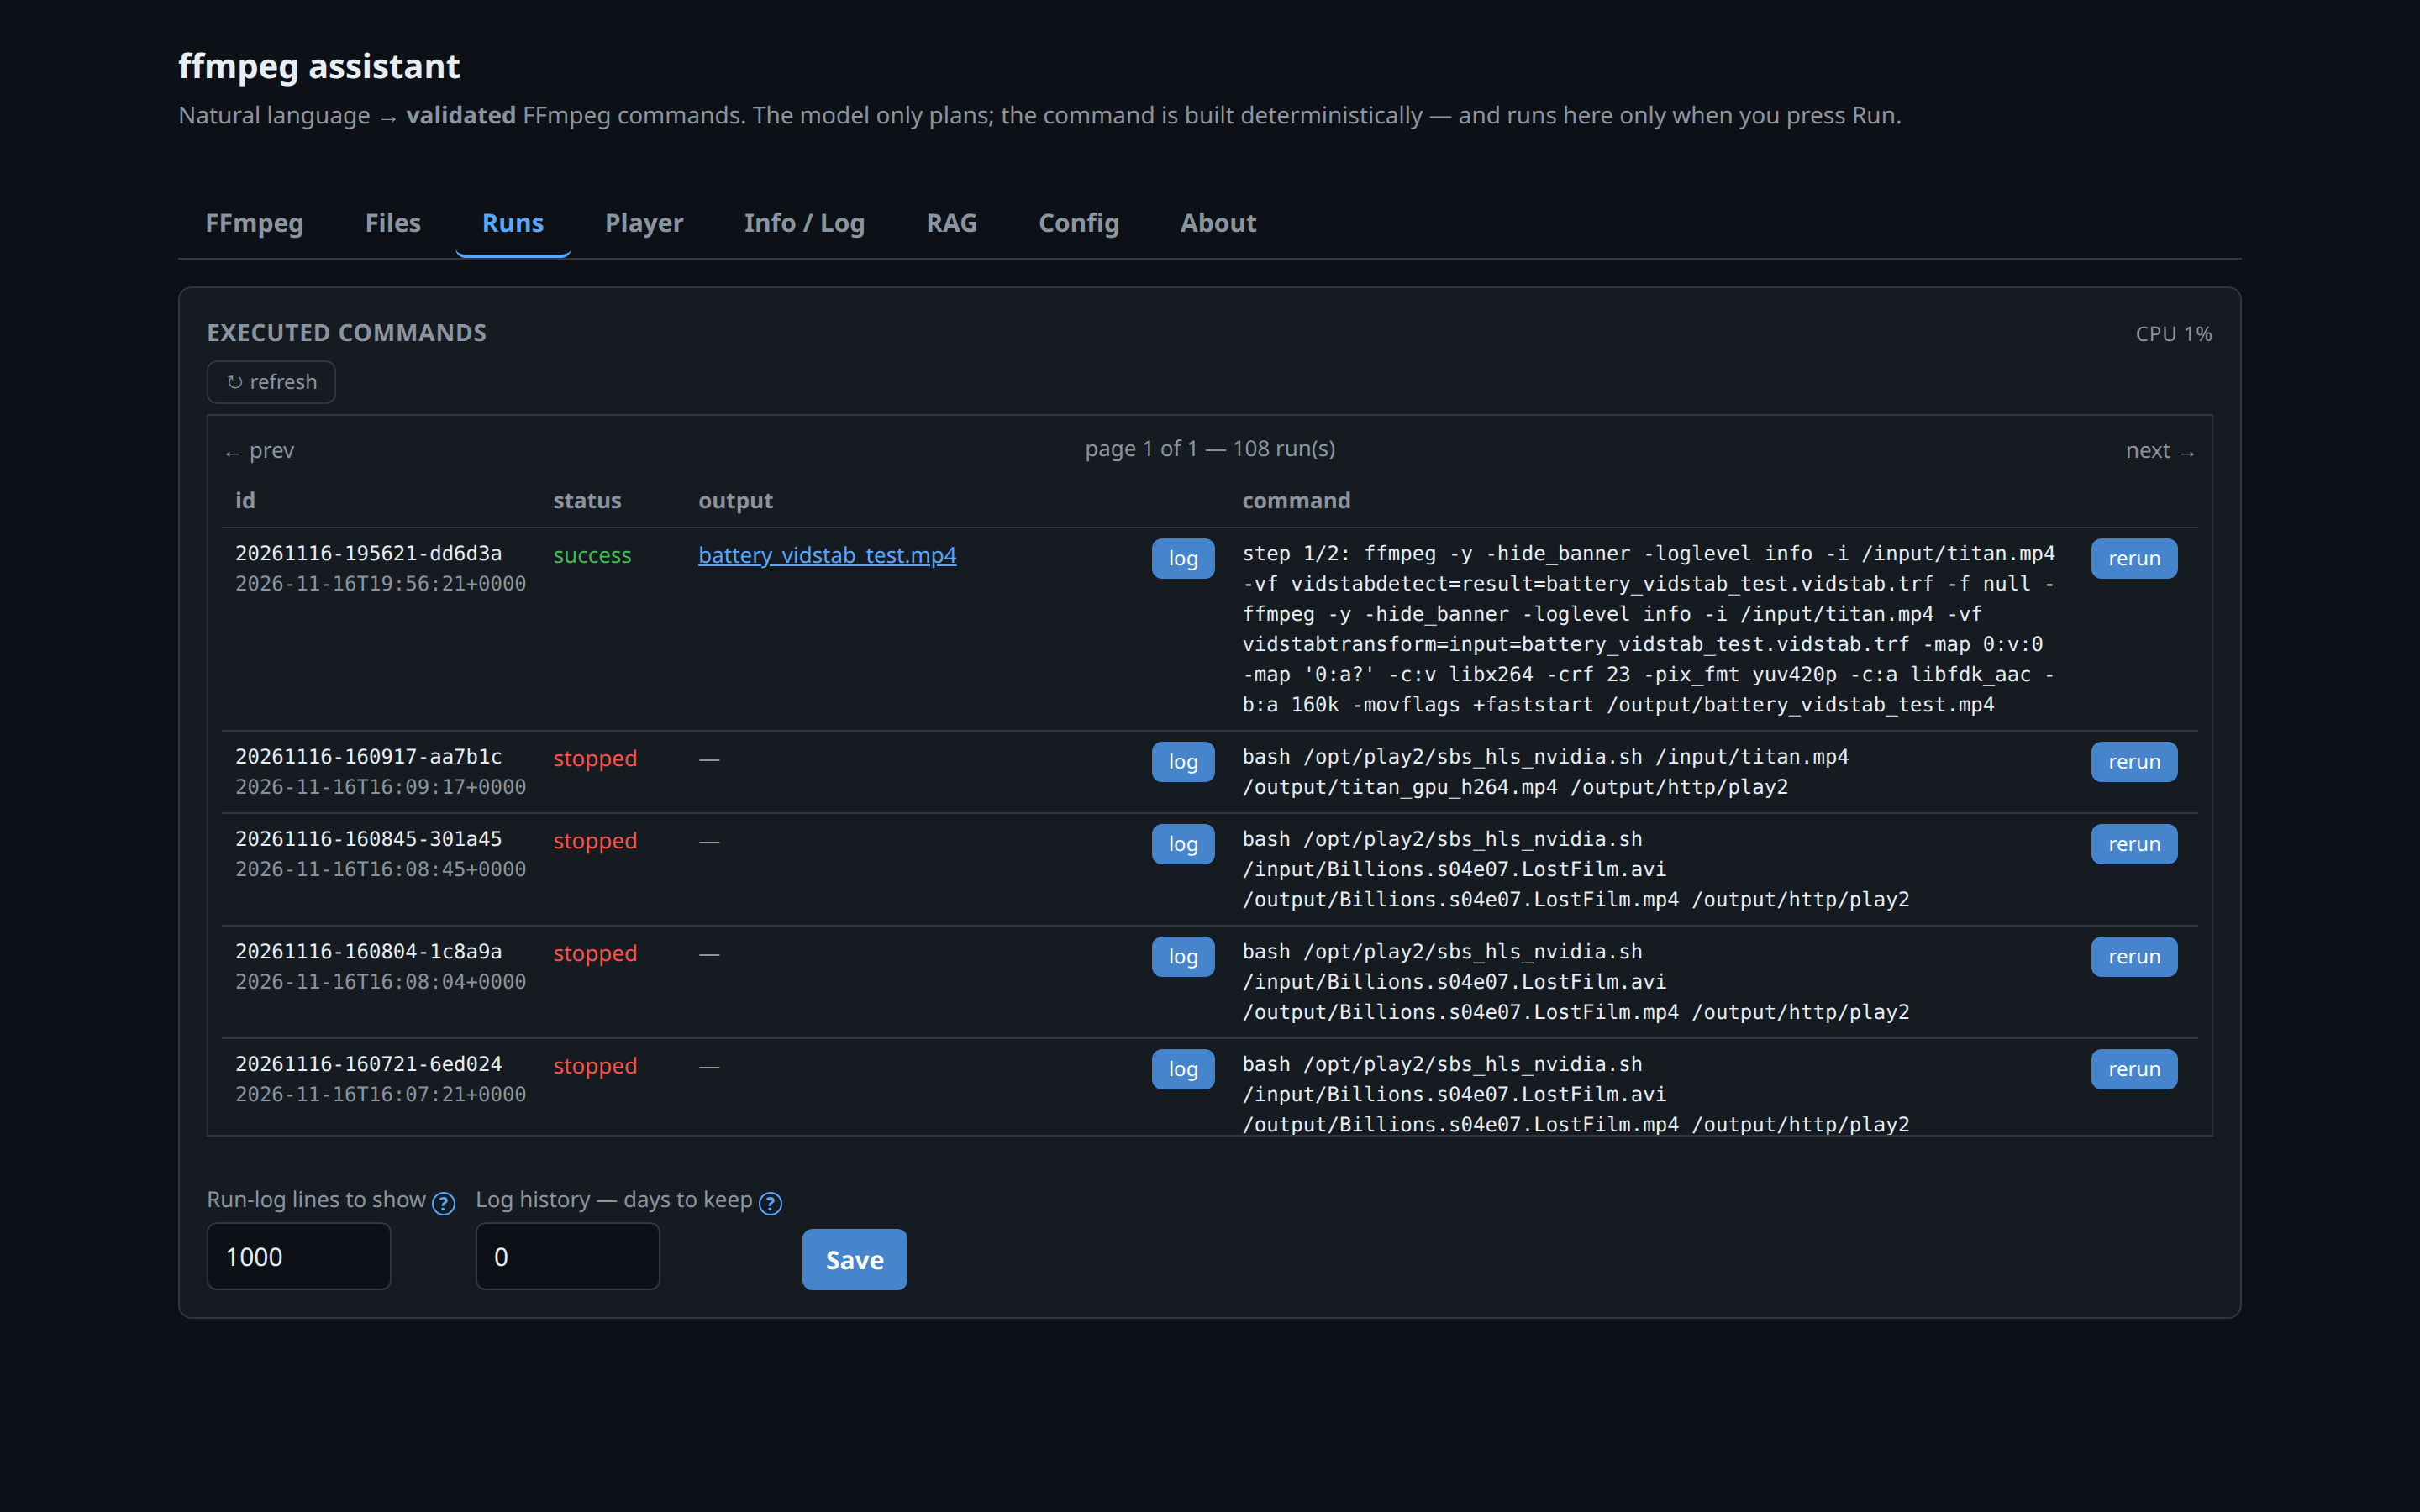 ffmpeg assistant
Natural language → validated FFmpeg commands. The model only plans; the command is built deterministically — and runs here only when you press Run.
FFmpeg Files Runs Player Info / Log RAG Config About
EXECUTED COMMANDS CPU 1%
↻ refresh
← prev page 1 of 1 — 108 run(s) next →
id status output command
20261116-195621-dd6d3a success battery_vidstab_test.mp4 log step 1/2: ffmpeg -y -hide_banner -loglevel info -i /input/titan.mp4 rerun
2026-11-16T19:56:21+0000 -vf vidstabdetect=result=battery_vidstab_test.vidstab.trf -f null -
ffmpeg -y -hide_banner -loglevel info -i /input/titan.mp4 -vf
vidstabtransform=input=battery_vidstab_test.vidstab.trf -map 0:v:0
-map '0:a?' -c:v libx264 -crf 23 -pix_fmt yuv420p -c:a libfdk_aac -
b:a 160k -movflags +faststart /output/battery_vidstab_test.mp4
20261116-160917-aa7b1c stopped — log bash /opt/play2/sbs_hls_nvidia.sh /input/titan.mp4 rerun
2026-11-16T16:09:17+0000 /output/titan_gpu_h264.mp4 /output/http/play2
20261116-160845-301a45 stopped — log bash /opt/play2/sbs_hls_nvidia.sh rerun
2026-11-16T16:08:45+0000 /input/Billions.s04e07.LostFilm.avi
/output/Billions.s04e07.LostFilm.mp4 /output/http/play2
20261116-160804-1c8a9a stopped — log bash /opt/play2/sbs_hls_nvidia.sh rerun
2026-11-16T16:08:04+0000 /input/Billions.s04e07.LostFilm.avi
/output/Billions.s04e07.LostFilm.mp4 /output/http/play2
20261116-160721-6ed024 stopped — log bash /opt/play2/sbs_hls_nvidia.sh rerun
2026-11-16T16:07:21+0000 /input/Billions.s04e07.LostFilm.avi
/output/Billions.s04e07.LostFilm.mp4 /output/http/play2
Run-log lines to show ? Log history — days to keep ?
1000 0 Save